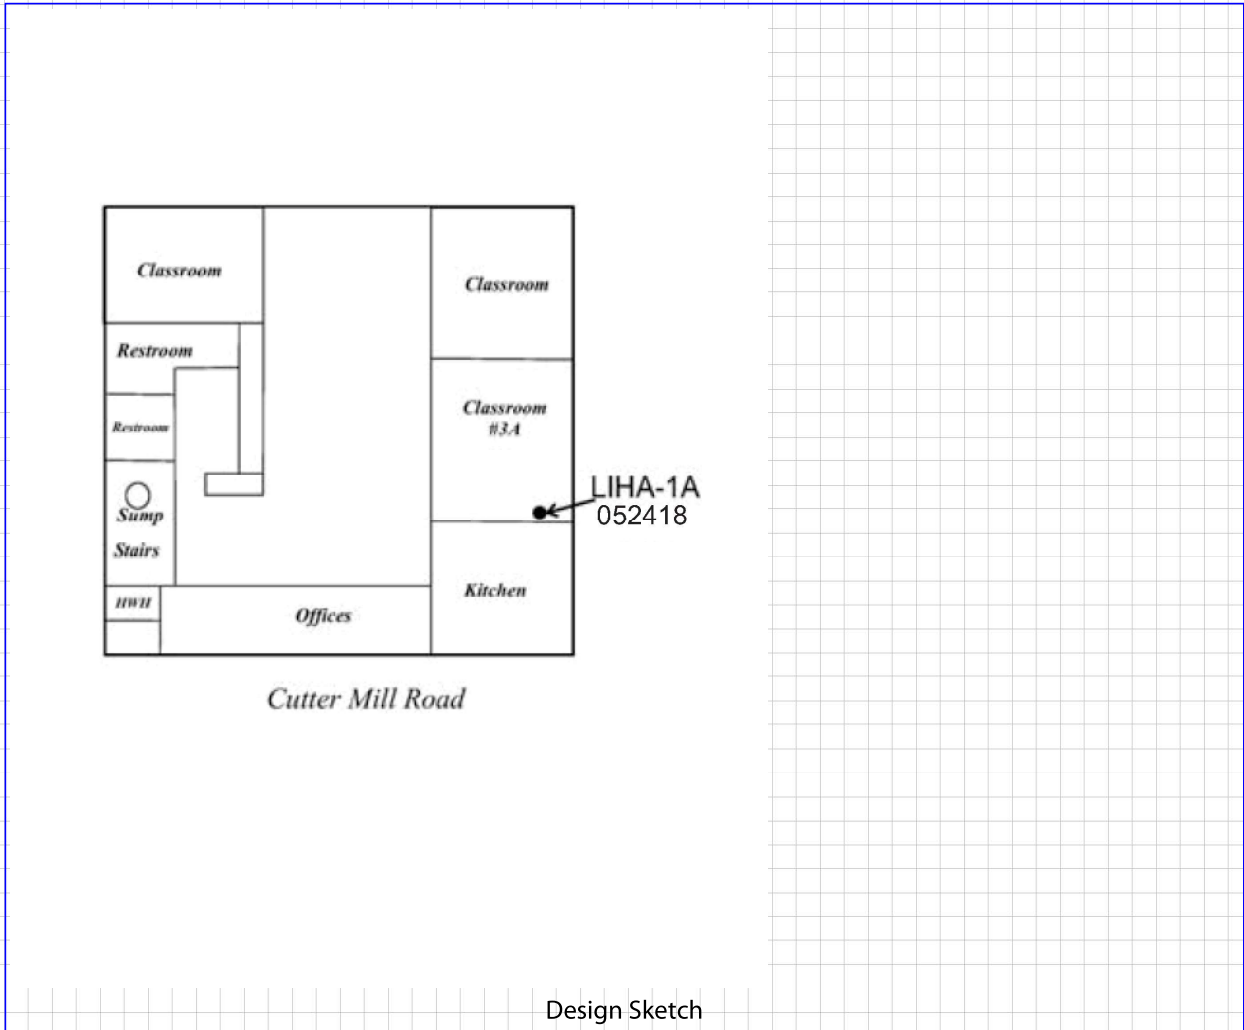 Classroom
Classroom
Restroom
Classroom
#3A
Restroom
LIHA-1A
052418
Sump
Stairs
Kitchen
HWH
Offices
Cutter Mill Road
Design Sketch